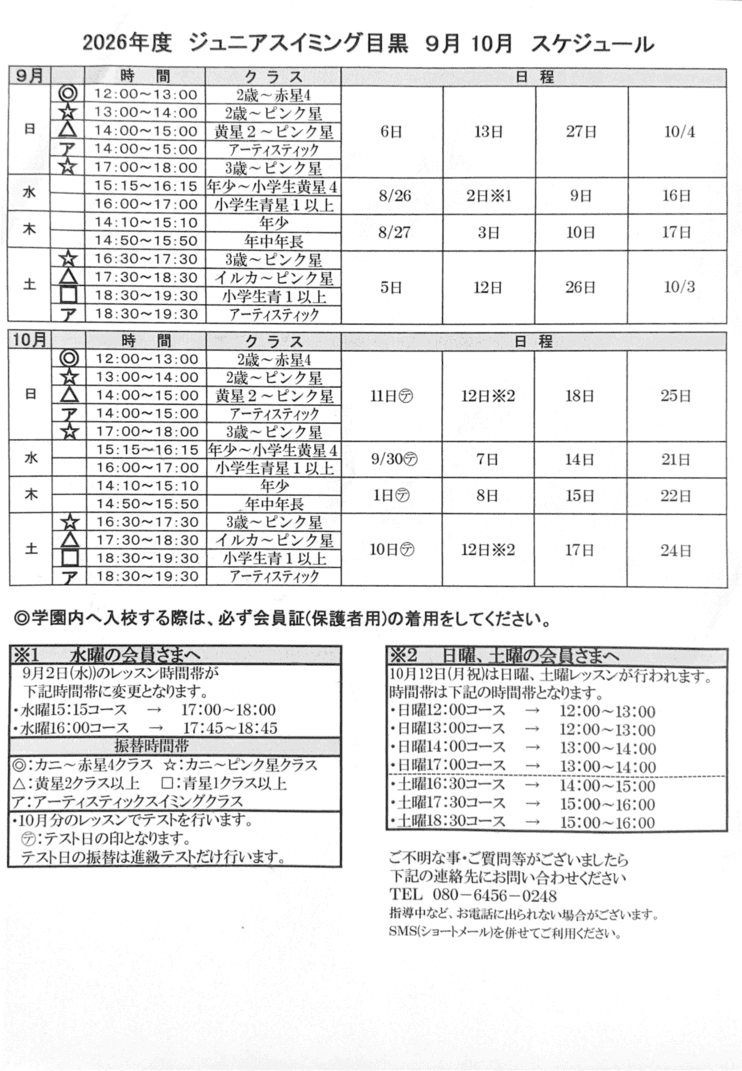 2026年度 ジュニアスイミング目黒 9月 10月 スケジュール
9月 時 間 クラス 日 程
日 ◎ 12:00～13:00 2歳～赤星4 6日 13日 27日 10/4
☆ 13:00～14:00 2歳～ピンク星
△ 14:00～15:00 黄星2～ピンク星
ア 14:00～15:00 アーティスティック
☆ 17:00～18:00 3歳～ピンク星
水 15:15～16:15 年少～小学生黄星4 8/26 2日※1 9日 16日
16:00～17:00 小学生青星1以上
木 14:10～15:10 年少 8/27 3日 10日 17日
14:50～15:50 年中年長
土 ☆ 16:30～17:30 3歳～ピンク星 5日 12日 26日 10/3
△ 17:30～18:30 イルカ～ピンク星
□ 18:30～19:30 小学生青1以上
ア 18:30～19:30 アーティスティック
10月 時 間 クラス 日 程
日 ◎ 12:00～13:00 2歳～赤星4 11日㋢ 12日※2 18日 25日
☆ 13:00～14:00 2歳～ピンク星
△ 14:00～15:00 黄星2～ピンク星
ア 14:00～15:00 アーティスティック
☆ 17:00～18:00 3歳～ピンク星
水 15:15～16:15 年少～小学生黄星4 9/30㋢ 7日 14日 21日
16:00～17:00 小学生青星1以上
木 14:10～15:10 年少 1日㋢ 8日 15日 22日
14:50～15:50 年中年長
土 ☆ 16:30～17:30 3歳～ピンク星 10日㋢ 12日※2 17日 24日
△ 17:30～18:30 イルカ～ピンク星
□ 18:30～19:30 小学生青1以上
ア 18:30～19:30 アーティスティック
◎学園内へ入校する際は、必ず会員証(保護者用)の着用をしてください。
※1 水曜の会員さまへ
9月2日(水))のレッスン時間帯が
下記時間帯に変更となります。
・水曜15:15コース → 17:00～18:00
・水曜16:00コース → 17:45～18:45
振替時間帯
◎:カニ～赤星4クラス ☆:カニ～ピンク星クラス
△:黄星2クラス以上 □:青星1クラス以上
ア:アーティスティックスイミングクラス
・10月分のレッスンでテストを行います。
㋢:テスト日の印となります。
テスト日の振替は進級テストだけ行います。
※2 日曜、土曜の会員さまへ
10月12日(月祝)は日曜、土曜レッスンが行われます。
時間帯は下記の時間帯となります。
・日曜12:00コース → 12:00～13:00
・日曜13:00コース → 12:00～13:00
・日曜14:00コース → 13:00～14:00
・日曜17:00コース → 13:00～14:00
・土曜16:30コース → 14:00～15:00
・土曜17:30コース → 15:00～16:00
・土曜18:30コース → 15:00～16:00
ご不明な事・ご質問等がございましたら
下記の連絡先にお問い合わせください
TEL 080－6456－0248
指導中など、お電話に出られない場合がございます。
SMS(ショートメール)を併せてご利用ください。